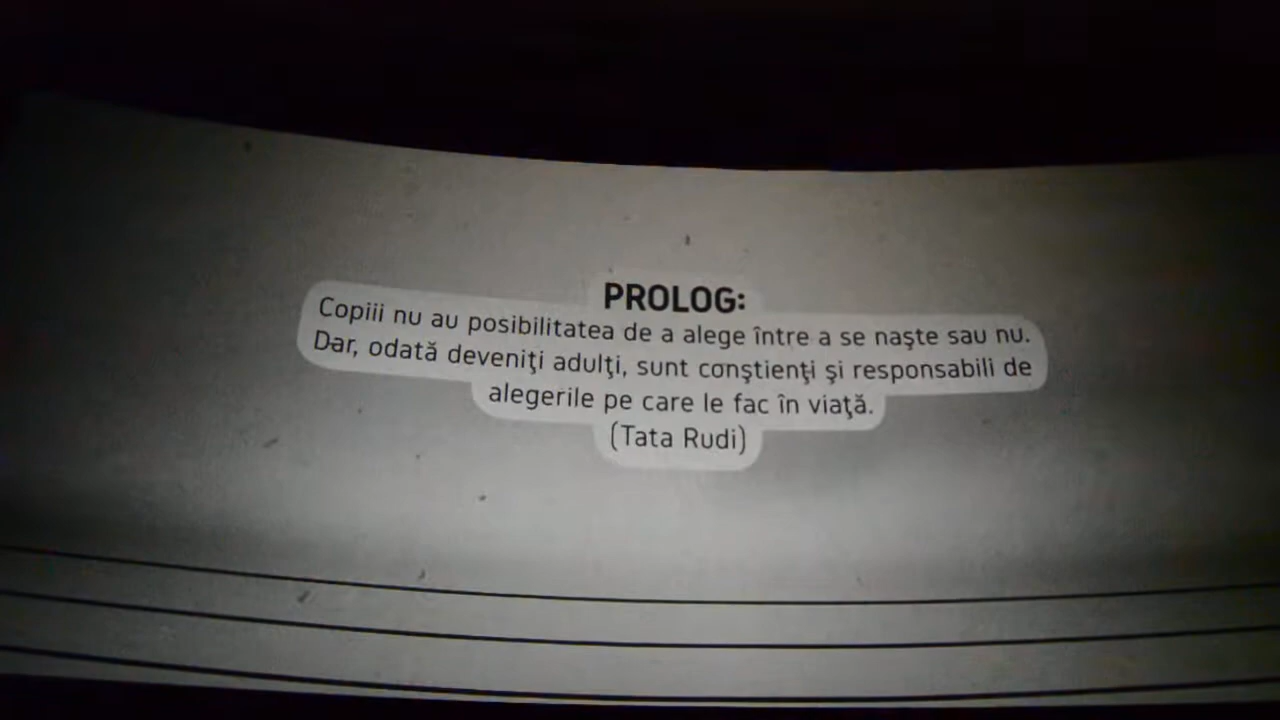 PROLOG:
Copiii nu au posibilitatea de a alege între a se naşte sau nu.
Dar, odată deveniţi adulţi, sunt conştienţi şi responsabili de
alegerile pe care le fac în viaţă.
(Tata Rudi)